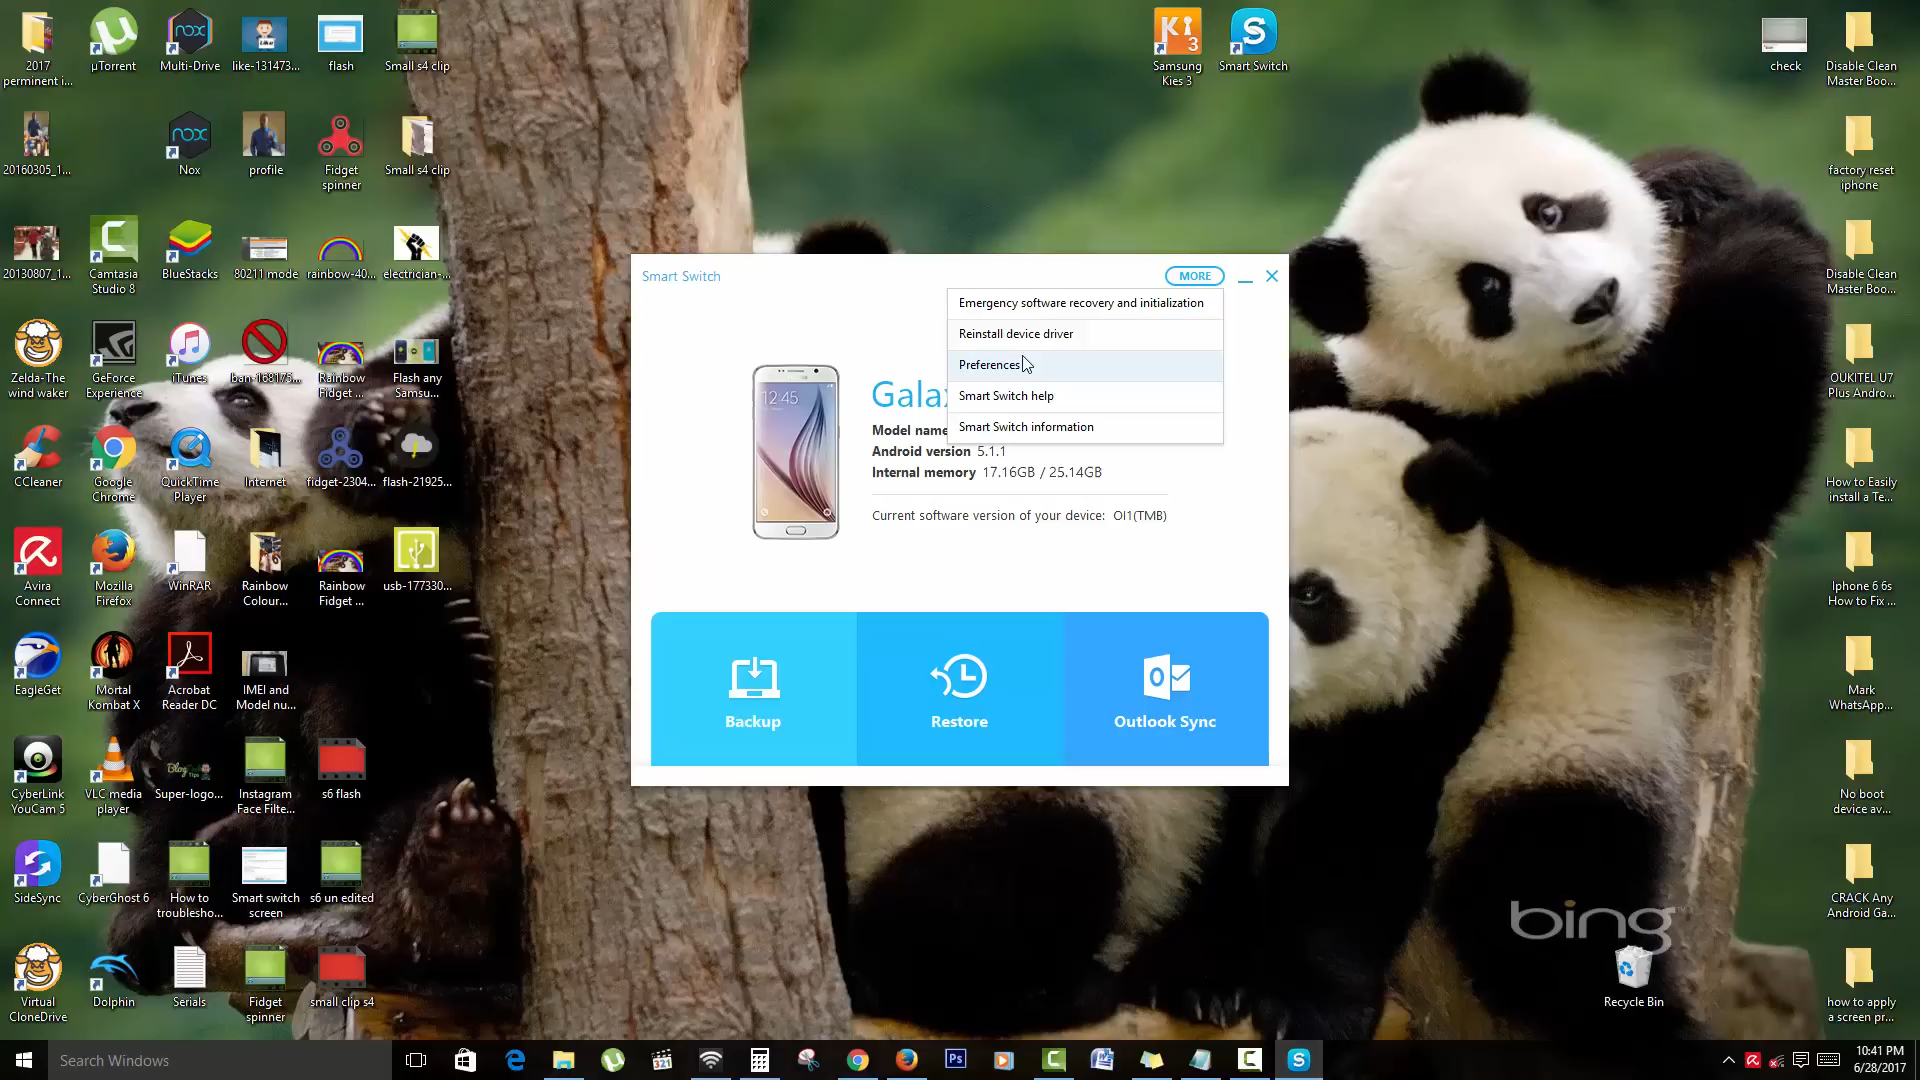 2017
perminent i...
µTorrent
Multi-Drive
like-131473...
flash
Small s4 clip
Samsung
Kies 3
Smart Switch
check
Disable Clean
Master Boo...
20160305_1...
Nox
profile
Fidget
spinner
Small s4 clip
factory reset
iphone
20130807_1...
Camtasia
Studio 8
BlueStacks
80211 mode
rainbow-40...
electrician-...
Disable Clean
Master Boo...
Zelda-The
wind waker
GeForce
Experience
iTunes
ban-168175...
Rainbow
Fidget ...
Flash any
Samsu...
OUKITEL U7
Plus Andro...
CCleaner
Google
Chrome
QuickTime
Player
Internet
fidget-2304...
flash-21925...
How to Easily
install a Te...
Avira
Connect
Mozilla
Firefox
WinRAR
Rainbow
Colour...
Rainbow
Fidget ...
usb-177330...
Iphone 6 6s
How to Fix ...
EagleGet
Mortal
Kombat X
Acrobat
Reader DC
IMEI and
Model nu...
Mark
WhatsApp...
CyberLink
YouCam 5
VLC media
player
Super-logo...
Instagram
Face Filte...
s6 flash
No boot
device av...
SideSync
CyberGhost 6
How to
troublesho...
Smart switch
screen
s6 un edited
CRACK Any
Android Ga...
Virtual
CloneDrive
Dolphin
Serials
Fidget
spinner
small clip s4
Recycle Bin
how to apply
a screen pr...
Smart Switch
MORE
Emergency software recovery and initialization
Reinstall device driver
Preferences
Smart Switch help
Smart Switch information
12:45
Gala
Model name
Android version 5.1.1
Internal memory 17.16GB / 25.14GB
Current software version of your device: OI1(TMB)
Backup
Restore
Outlook Sync
bing
Search Windows
10:41 PM
6/28/2017